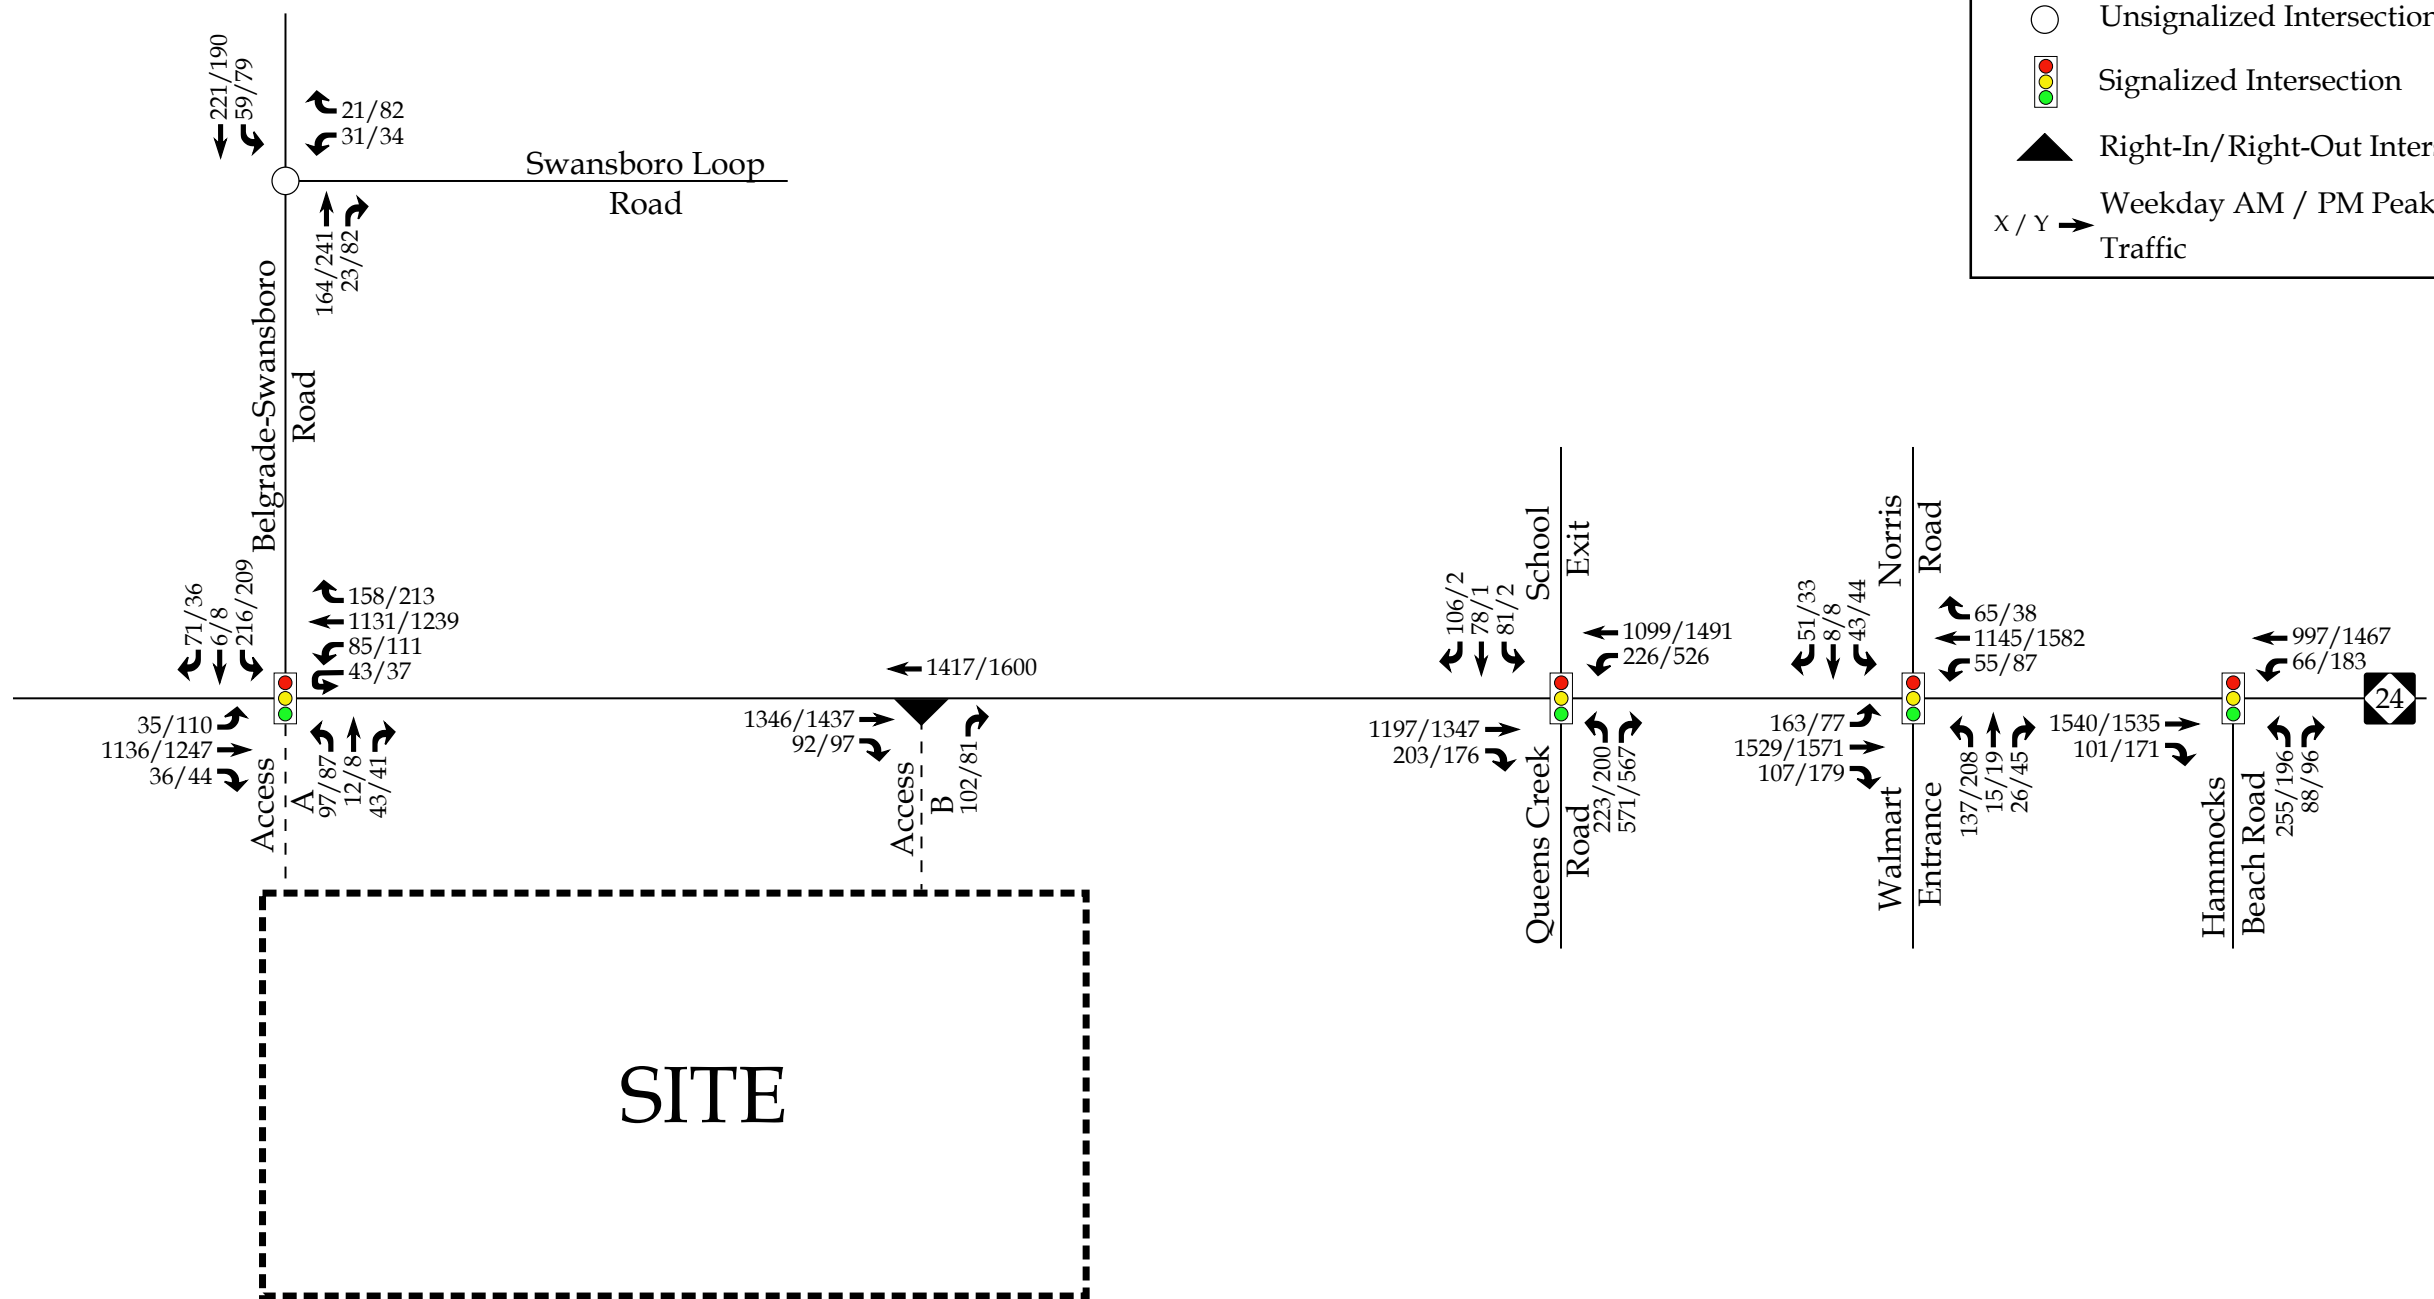 Unsignalized Intersection
Signalized Intersection
Right-In/Right-Out
X / Y
Weekday AM / PM Peak
Traffic
221/190
59/79
21/82
31/34
Swansboro Loop
Road
164/241
23/82
Belgrade-Swansboro
Road
71/36
6/8
216/209
158/213
1131/1239
85/111
43/37
35/110
1136/1247
36/44
Access
A
97/87
12/8
43/41
1417/1600
1346/1437
92/97
Access
B
102/81
School
Exit
106/2
78/1
81/2
1099/1491
226/526
1197/1347
203/176
Queens Creek
Road
223/200
571/567
Norris
Road
51/33
8/8
43/44
65/38
1145/1582
55/87
163/77
1529/1571
107/179
Walmart
Entrance
137/208
15/19
26/45
997/1467
66/183
1540/1535
101/171
Hammocks
Beach Road
255/196
88/96
24
SITE